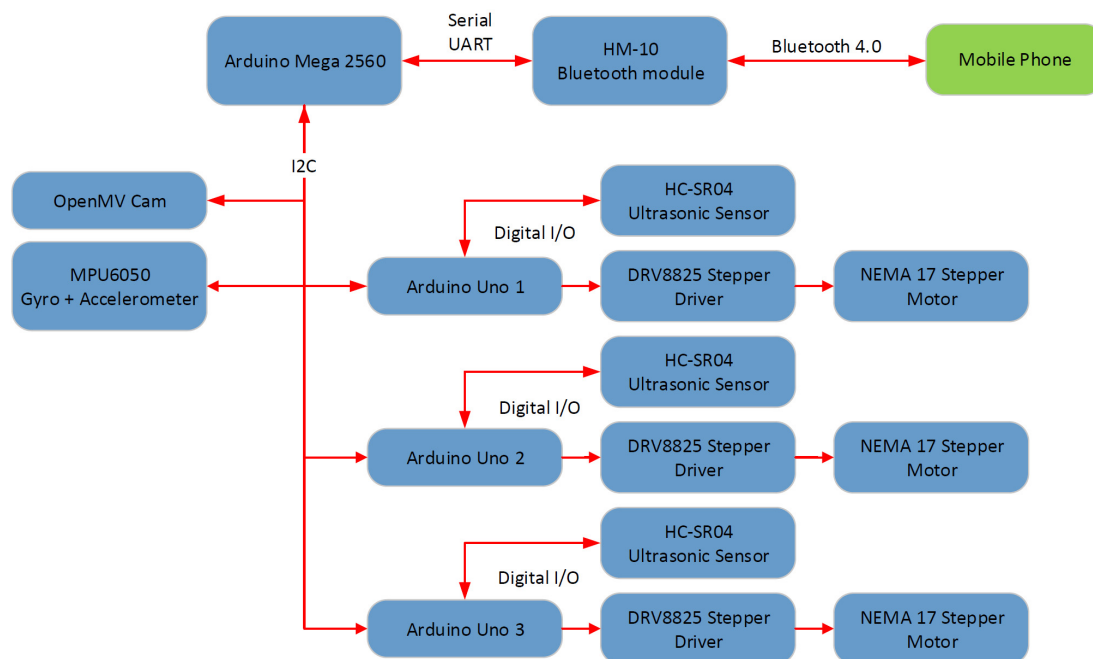 Serial
UART
Arduino Mega 2560
HM-10
Bluetooth module
Bluetooth 4.0
Mobile Phone
I2C
OpenMV Cam
MPU6050
Gyro + Accelerometer
HC-SR04
Ultrasonic Sensor
Digital I/O
Arduino Uno 1
DRV8825 Stepper
Driver
NEMA 17 Stepper
Motor
HC-SR04
Ultrasonic Sensor
Digital I/O
Arduino Uno 2
DRV8825 Stepper
Driver
NEMA 17 Stepper
Motor
HC-SR04
Ultrasonic Sensor
Digital I/O
Arduino Uno 3
DRV8825 Stepper
Driver
NEMA 17 Stepper
Motor